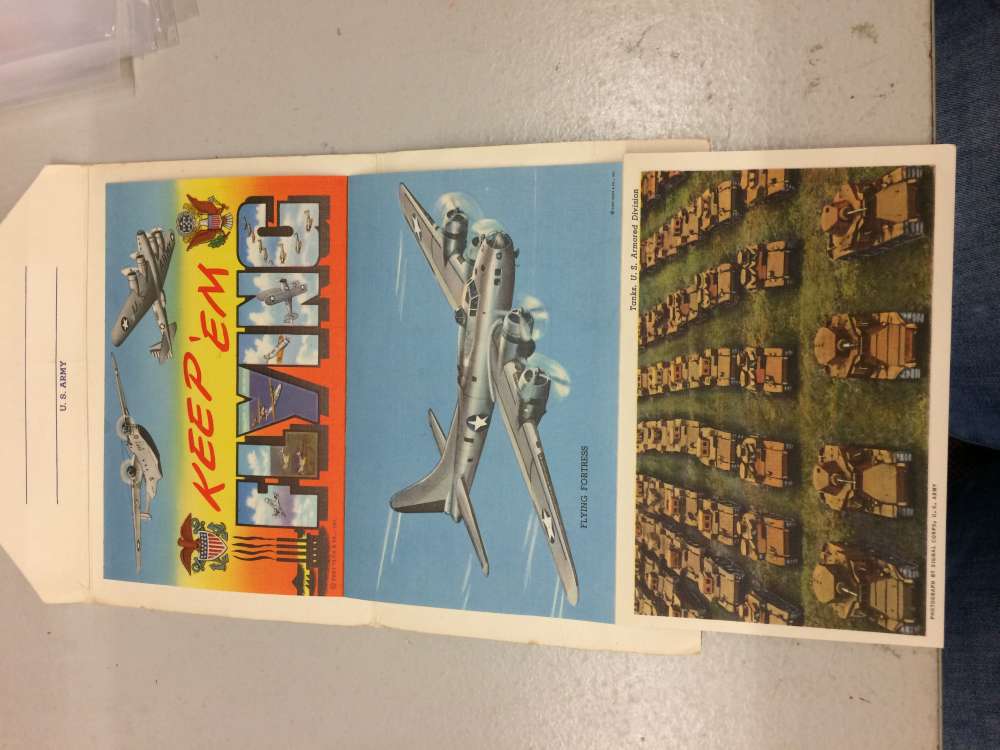 U. S. ARMY
KEEP 'EM
FLYING
FLYING FORTRESS
Tanks, U. S. Armored Division
PHOTOGRAPH BY SIGNAL CORPS, U. S. ARMY